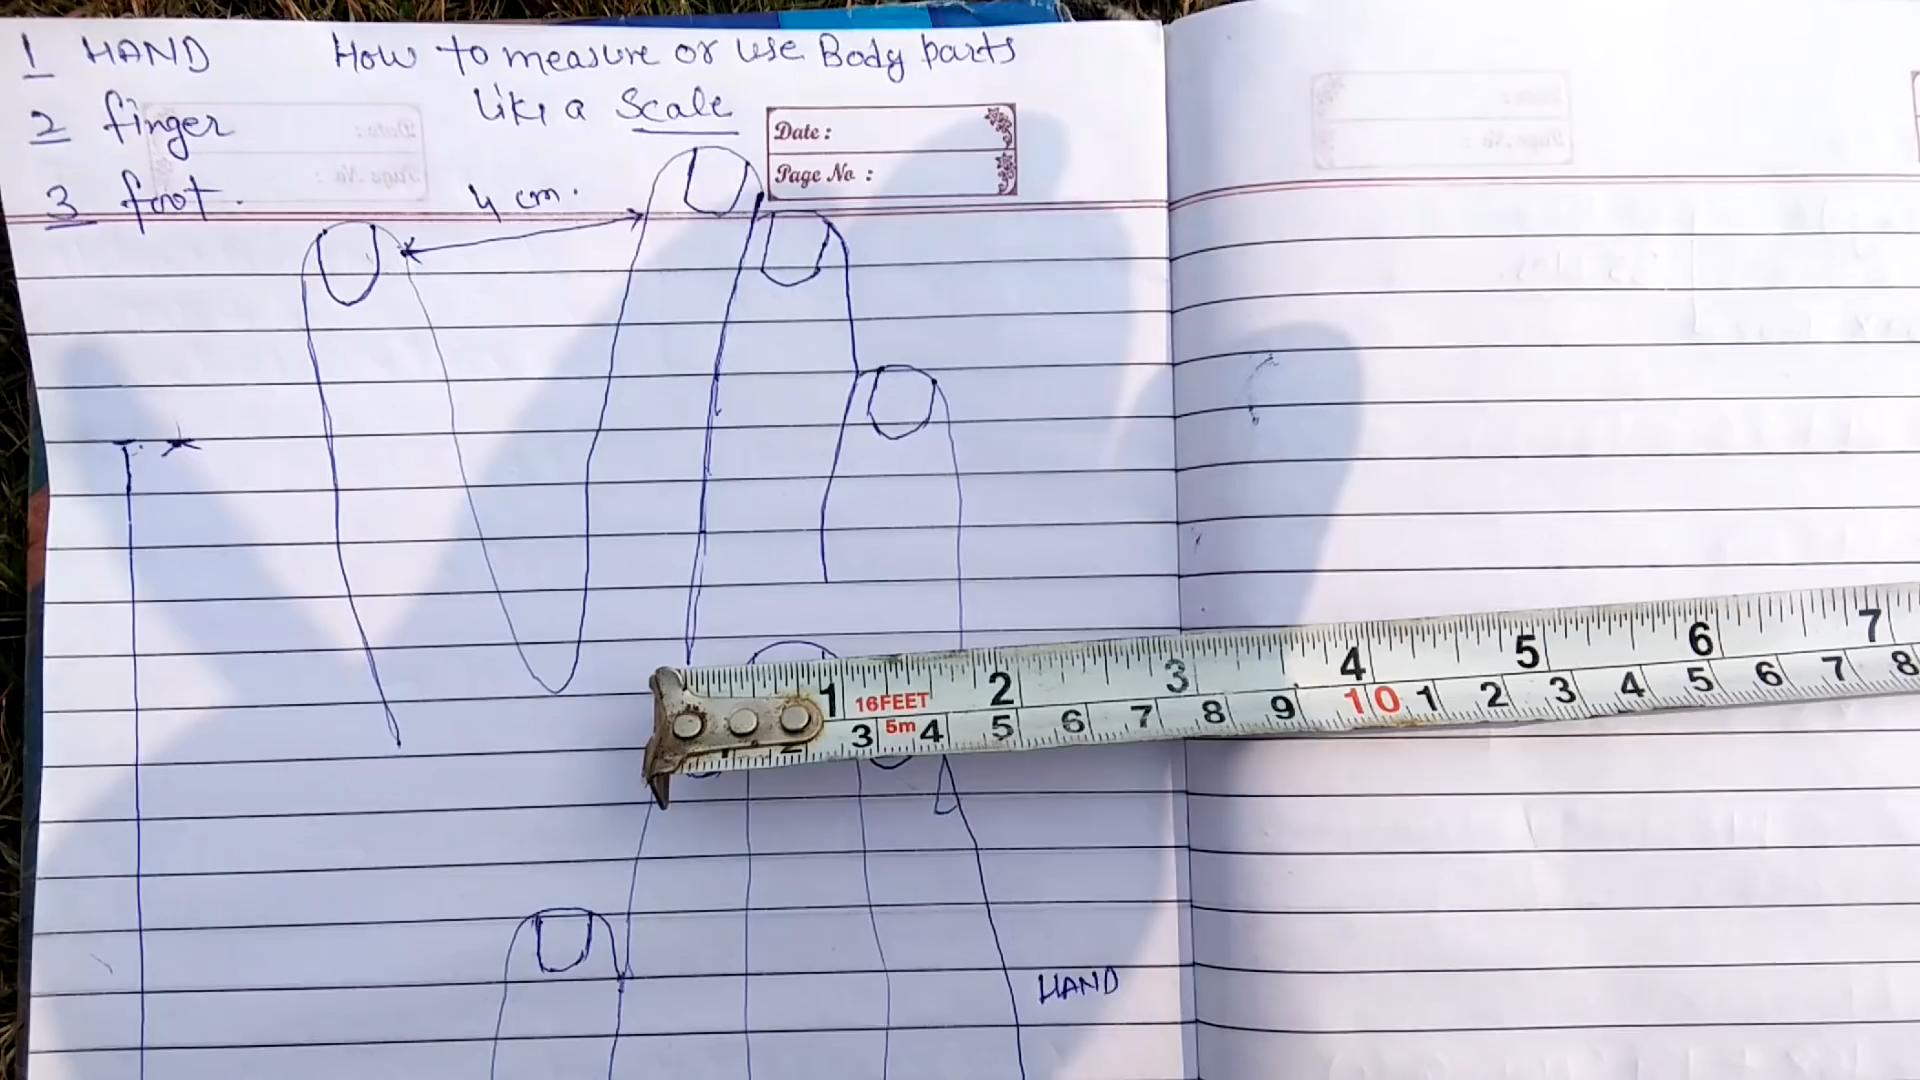 1 HAND How to measure or use Body parts
2 finger like a Scale
3 foot.
Date :
Page No :
4 cm.
1 2 3 4 5 6 7
16FEET
5m
1 2 3 4 5 6 7 8 9 10 1 2 3 4 5 6 7 8
HAND